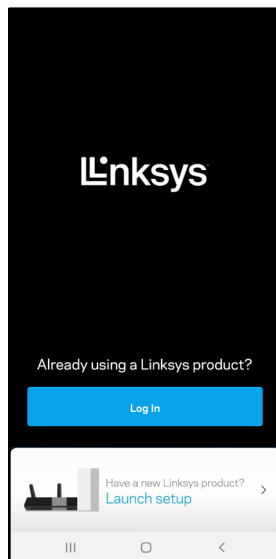 Linksys
Already using a Linksys product?
Log In
Have a new Linksys product?
Launch setup